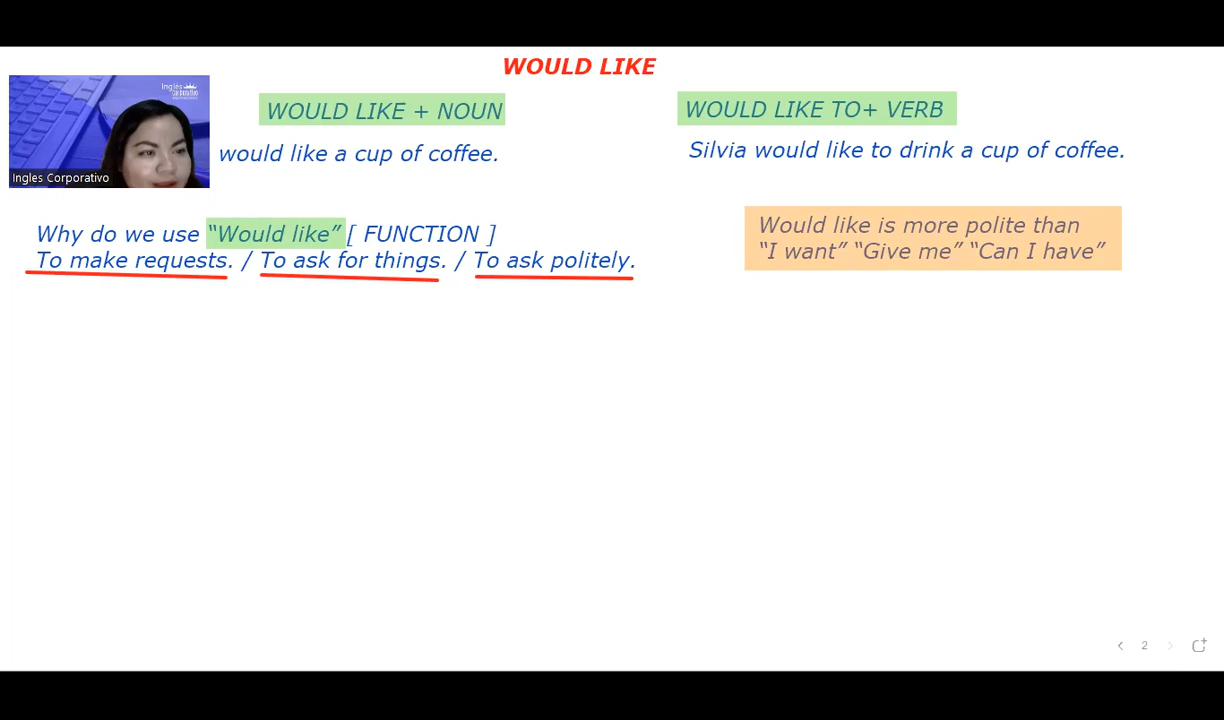 WOULD LIKE
Inglés
Corporativo
Ingles Corporativo
WOULD LIKE + NOUN
would like a cup of coffee.
WOULD LIKE TO+ VERB
Silvia would like to drink a cup of coffee.
Why do we use “Would like” [ FUNCTION ]
To make requests. / To ask for things. / To ask politely.
Would like is more polite than
“I want” “Give me” “Can I have”
2